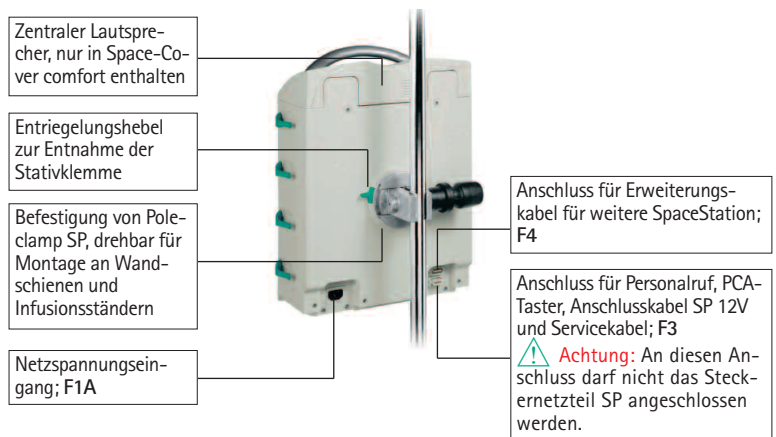 Zentraler Lautspre-
cher, nur in Space-Co-
ver comfort enthalten
Entriegelungshebel
zur Entnahme der
Stativklemme
Befestigung von Pole-
clamp SP, drehbar für
Montage an Wand-
schienen und
Infusionsständern
Netzspannungsein-
gang; F1A
Anschluss für Erweiterungs-
kabel für weitere SpaceStation;
F4
Anschluss für Personalruf, PCA-
Taster, Anschlusskabel SP 12V
und Servicekabel; F3
Achtung: An diesen An-
schluss darf nicht das Steck-
ernetzteil SP angeschlossen
werden.